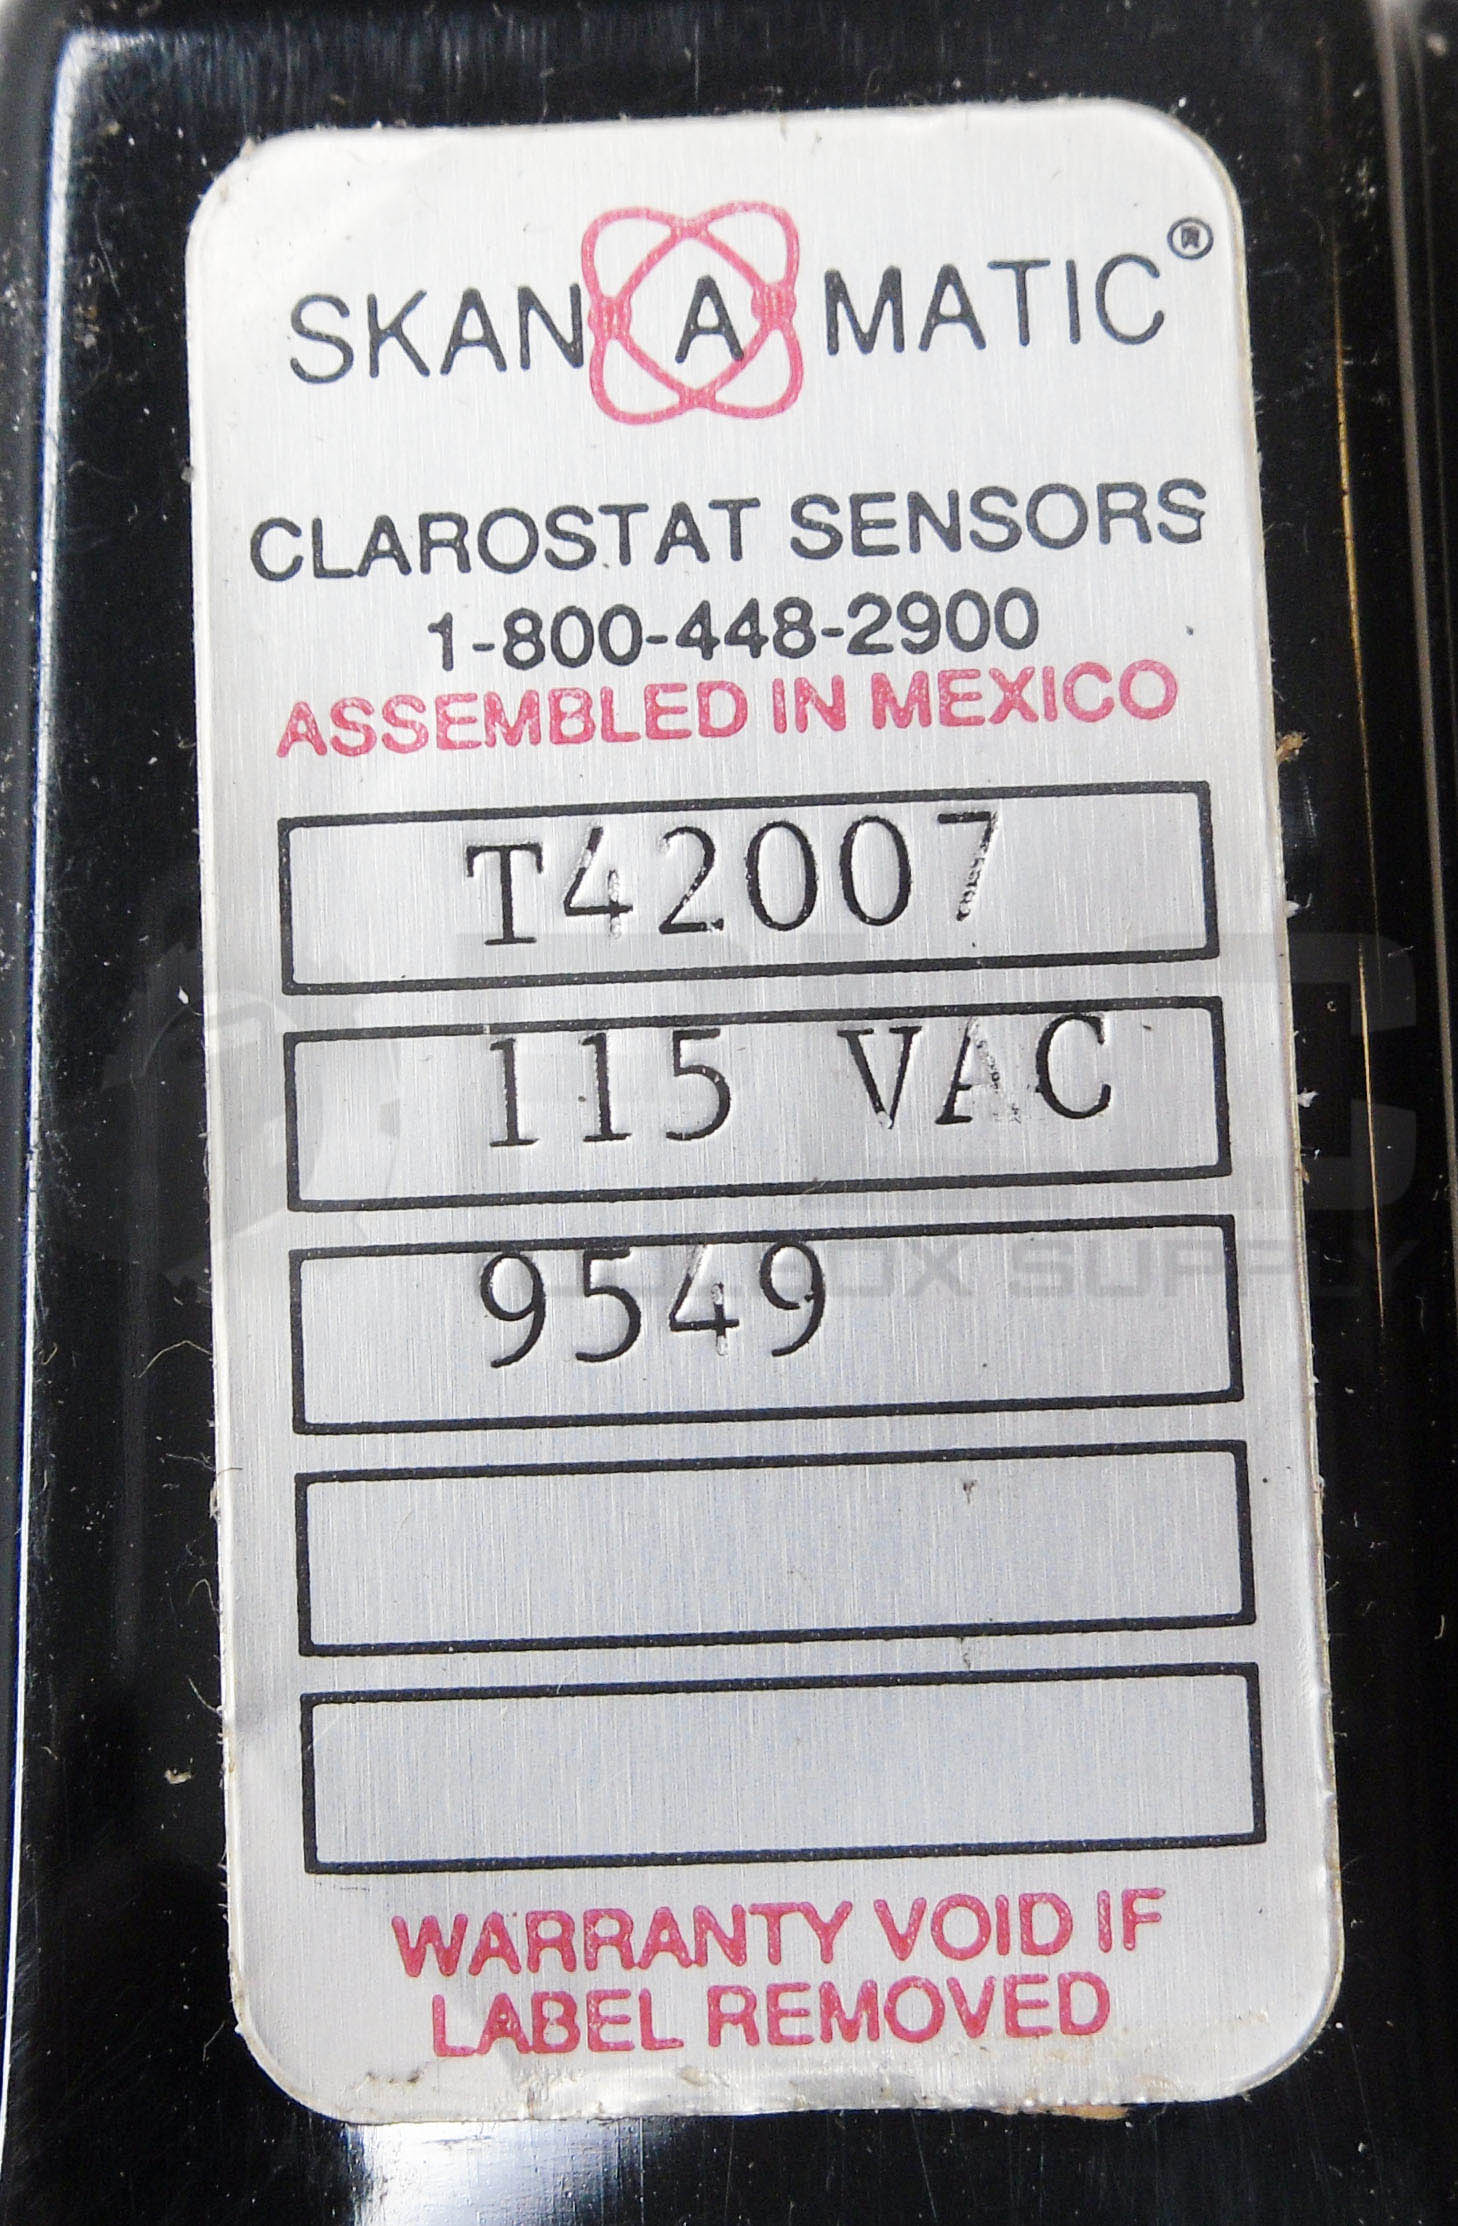 SKAN A MATIC®
CLAROSTAT SENSORS
1-800-448-2900
ASSEMBLED IN MEXICO
T42007
115 VAC
9549
WARRANTY VOID IF
LABEL REMOVED